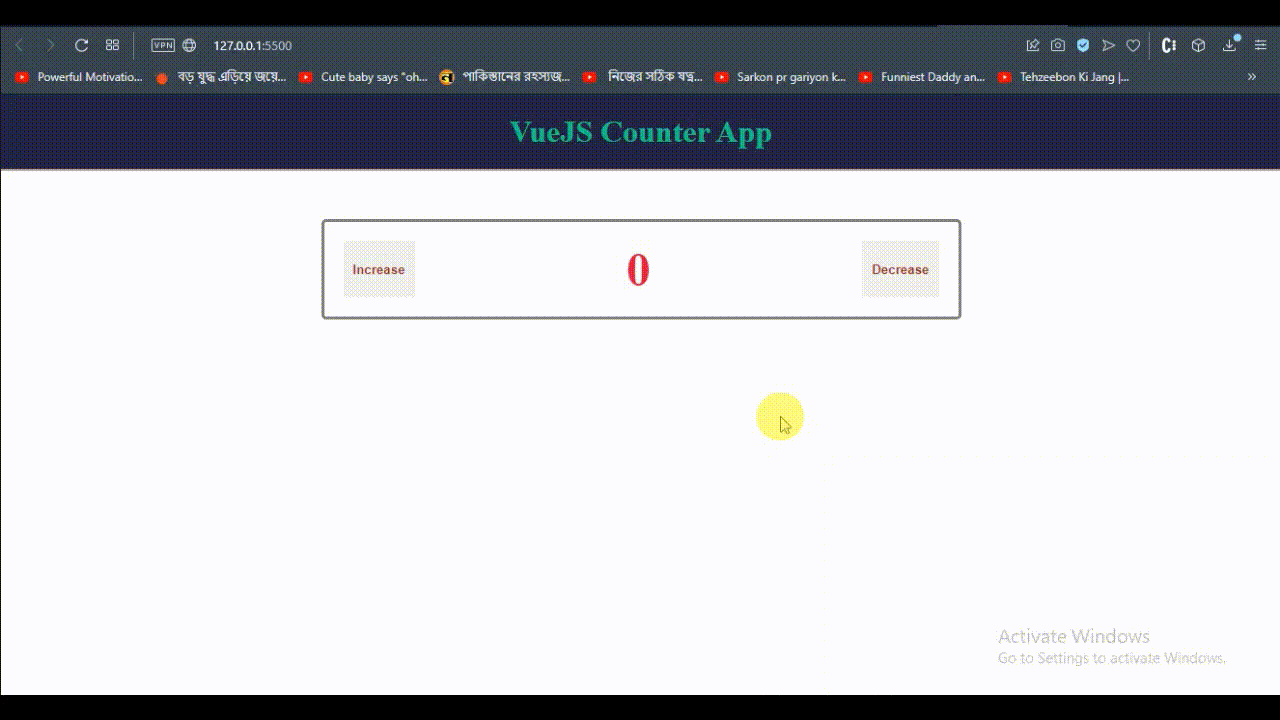 VPN 127.0.0.1:5500
Powerful Motivatio... বড় যুদ্ধ এড়িয়ে জয়ে... Cute baby says "oh... পাকিস্তানের রহস্যজ... নিজের সঠিক যত্ন... Sarkon pr gariyon k... Funniest Daddy an... Tehzeebon Ki Jang |... »
VueJS Counter App
Increase 0 Decrease
Activate Windows
Go to Settings to activate Windows.